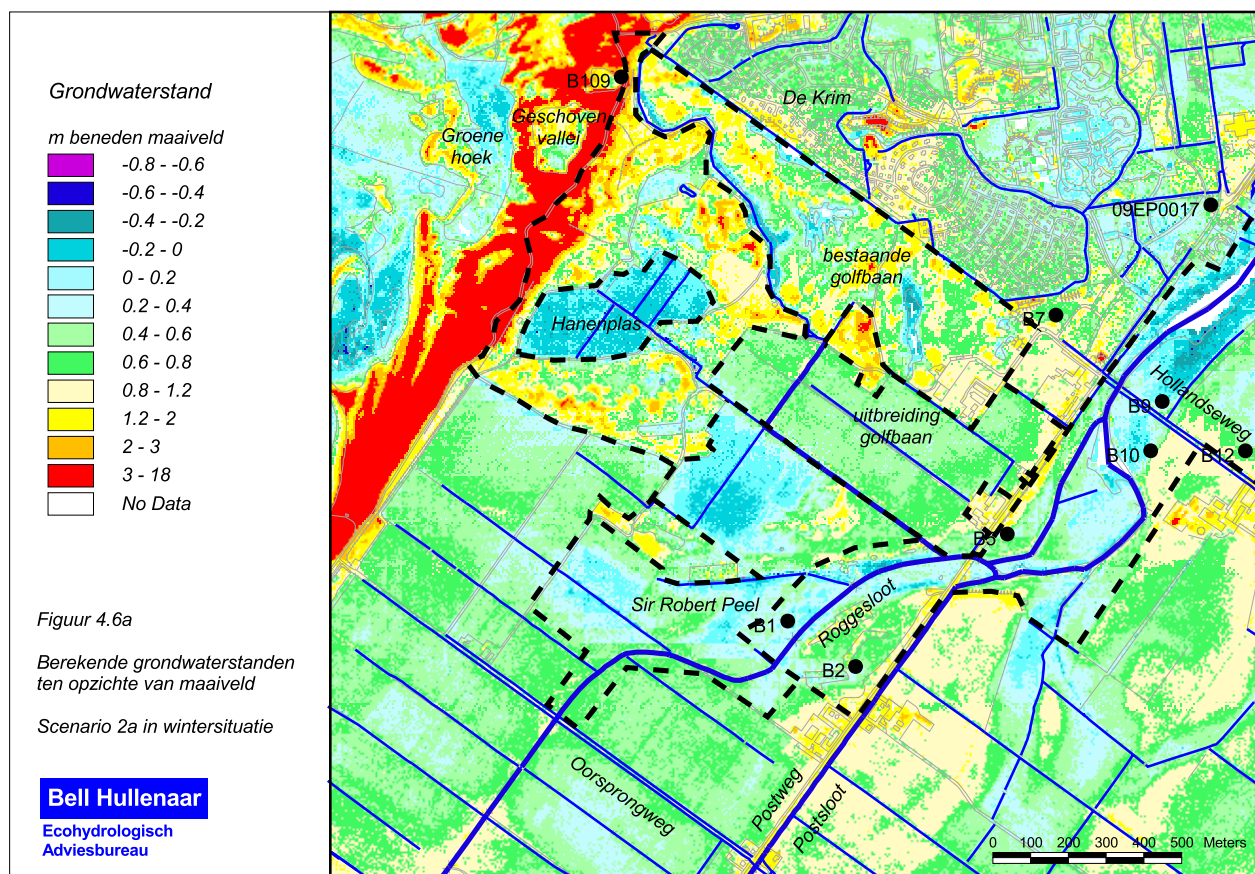 Grondwaterstand
m beneden maaiveld
-0.8 - -0.6
-0.6 - -0.4
-0.4 - -0.2
-0.2 - 0
0 - 0.2
0.2 - 0.4
0.4 - 0.6
0.6 - 0.8
0.8 - 1.2
1.2 - 2
2 - 3
3 - 18
No Data
Figuur 4.6a
Berekende grondwaterstanden
ten opzichte van maaiveld
Scenario 2a in wintersituatie
Bell Hullenaar
Ecohydrologisch
Adviesbureau
B109
De Krim
Geschoven
vallei
Groene
hoek
09EP0017
bestaande
golfbaan
Hanenplas
B7
Hollandseweg
B9
uitbreiding
golfbaan
B10
B12
B3
Sir Robert Peel
B1
Roggesloot
B2
Oorsprongweg
Postweg
Postsloot
0 100 200 300 400 500 Meters